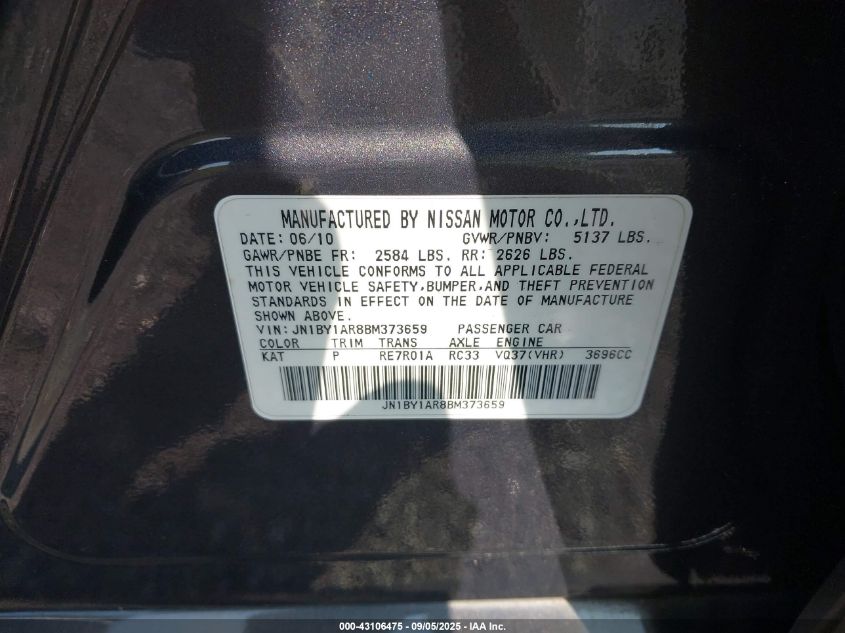 MANUFACTURED BY NISSAN MOTOR CO.,LTD.
DATE: 06/10 GVWR/PNBV: 5137 LBS.
GAWR/PNBE FR: 2584 LBS. RR: 2626 LBS.
THIS VEHICLE CONFORMS TO ALL APPLICABLE FEDERAL
MOTOR VEHICLE SAFETY,BUMPER,AND THEFT PREVENTION
STANDARDS IN EFFECT ON THE DATE OF MANUFACTURE
SHOWN ABOVE.
VIN: JN1BY1AR8BM373659 PASSENGER CAR
COLOR TRIM TRANS AXLE ENGINE
KAT P RE7R01A RC33 VQ37(VHR) 3696CC
JN1BY1AR8BM373659
000-43106475 - 09/05/2025 - IAA Inc.